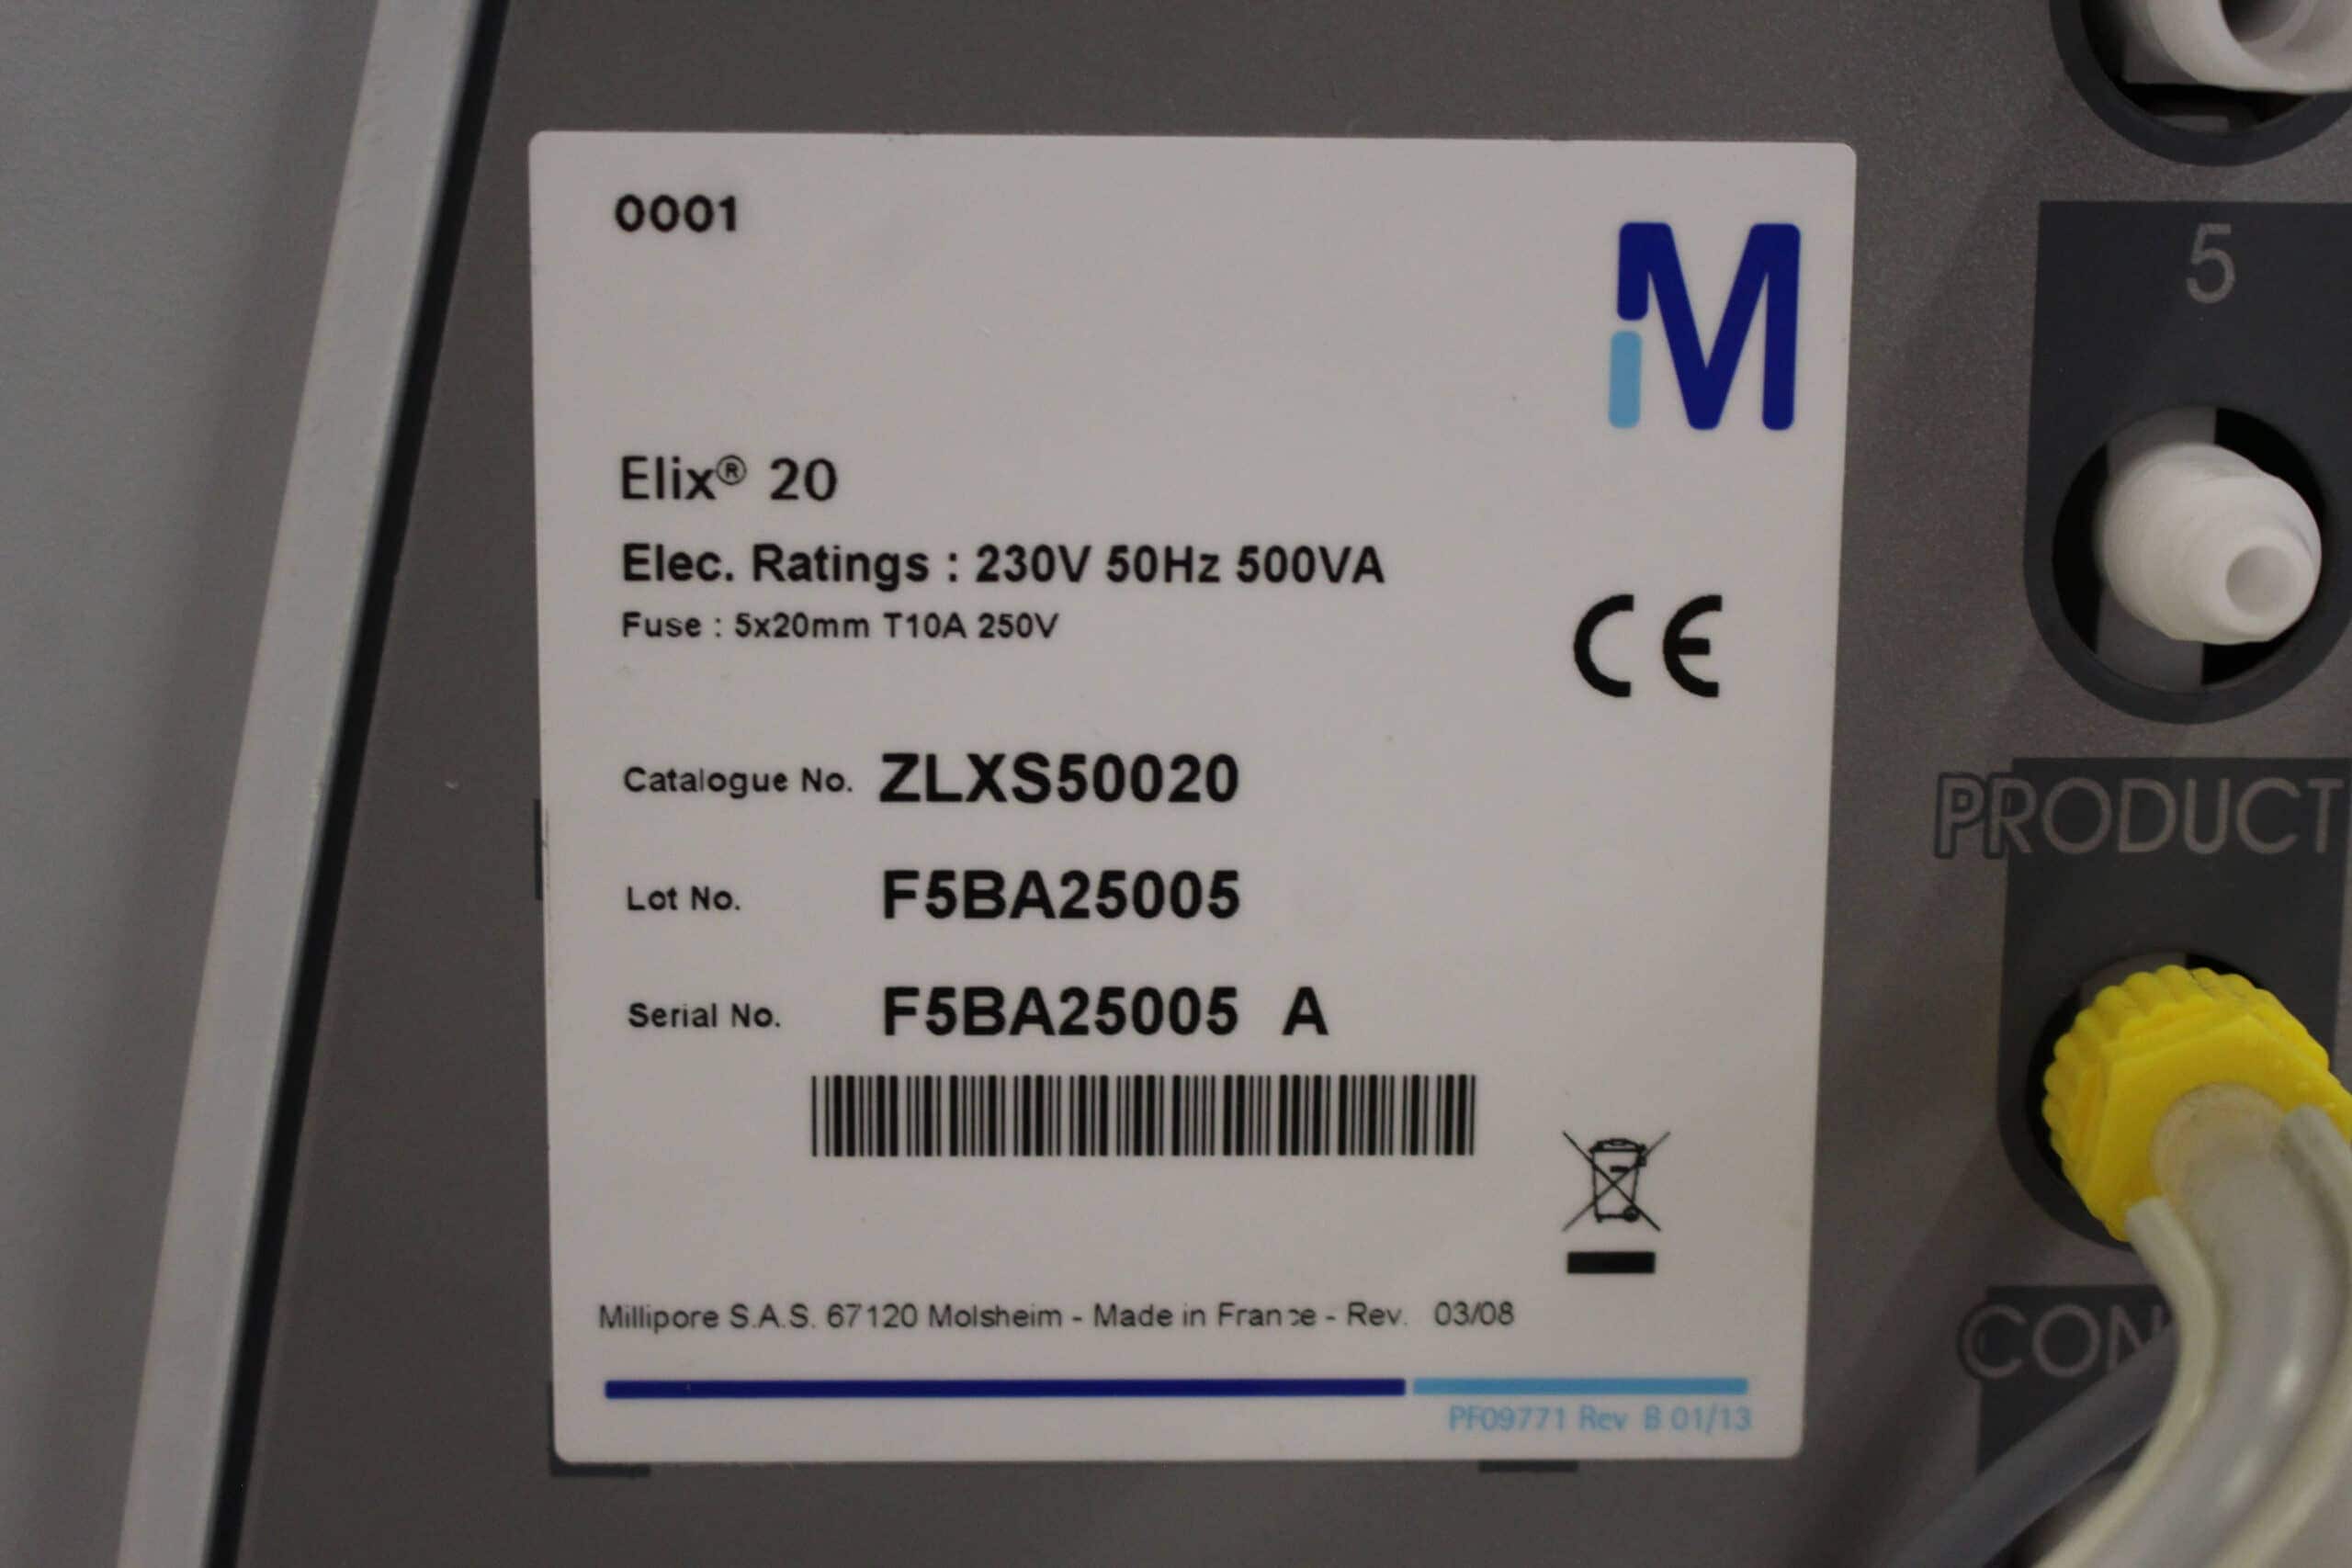 0001
M
Elix® 20
Elec. Ratings : 230V 50Hz 500VA
Fuse : 5x20mm T10A 250V
CE
Catalogue No. ZLXS50020
Lot No. F5BA25005
Serial No. F5BA25005 A
Millipore S.A.S. 67120 Molsheim - Made in France - Rev. 03/08
PF09771 Rev B 01/13
5
PRODUCT